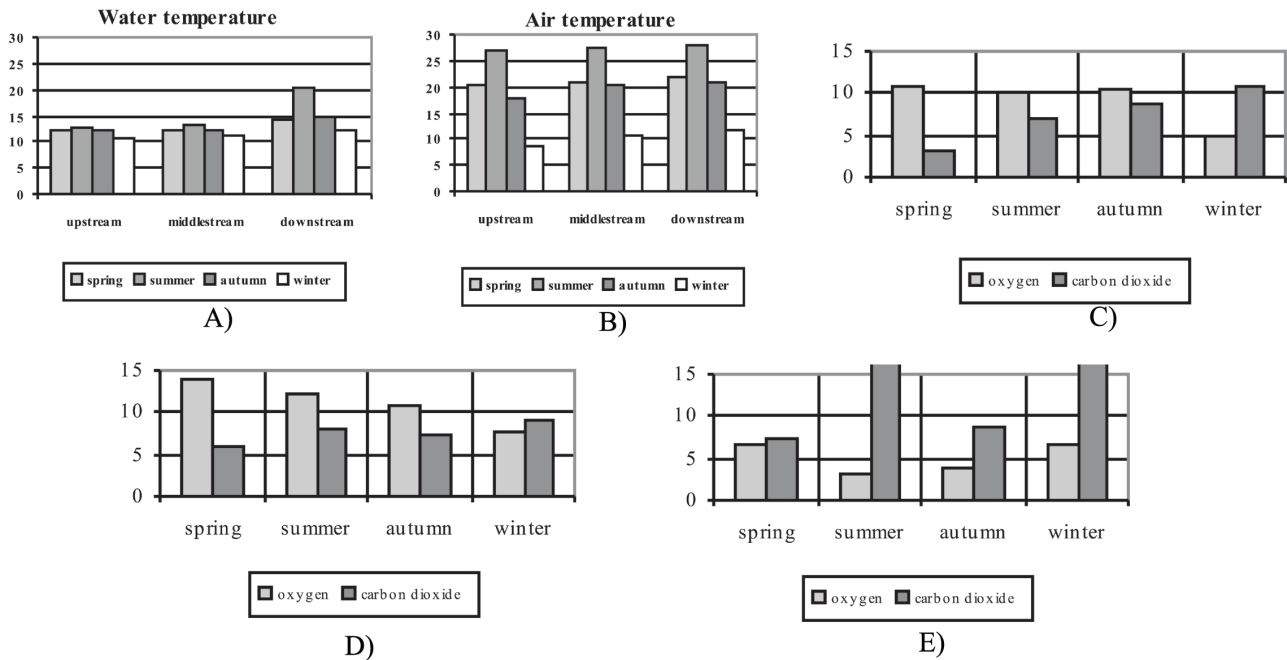 Water temperature
30
25
20
15
10
5
0
upstream middlestream downstream
spring summer autumn winter
A)
Air temperature
30
25
20
15
10
5
0
upstream middlestream downstream
spring summer autumn winter
B)
15
10
5
0
spring summer autumn winter
oxygen carbon dioxide
C)
15
10
5
0
spring summer autumn winter
oxygen carbon dioxide
D)
15
10
5
0
spring summer autumn winter
oxygen carbon dioxide
E)